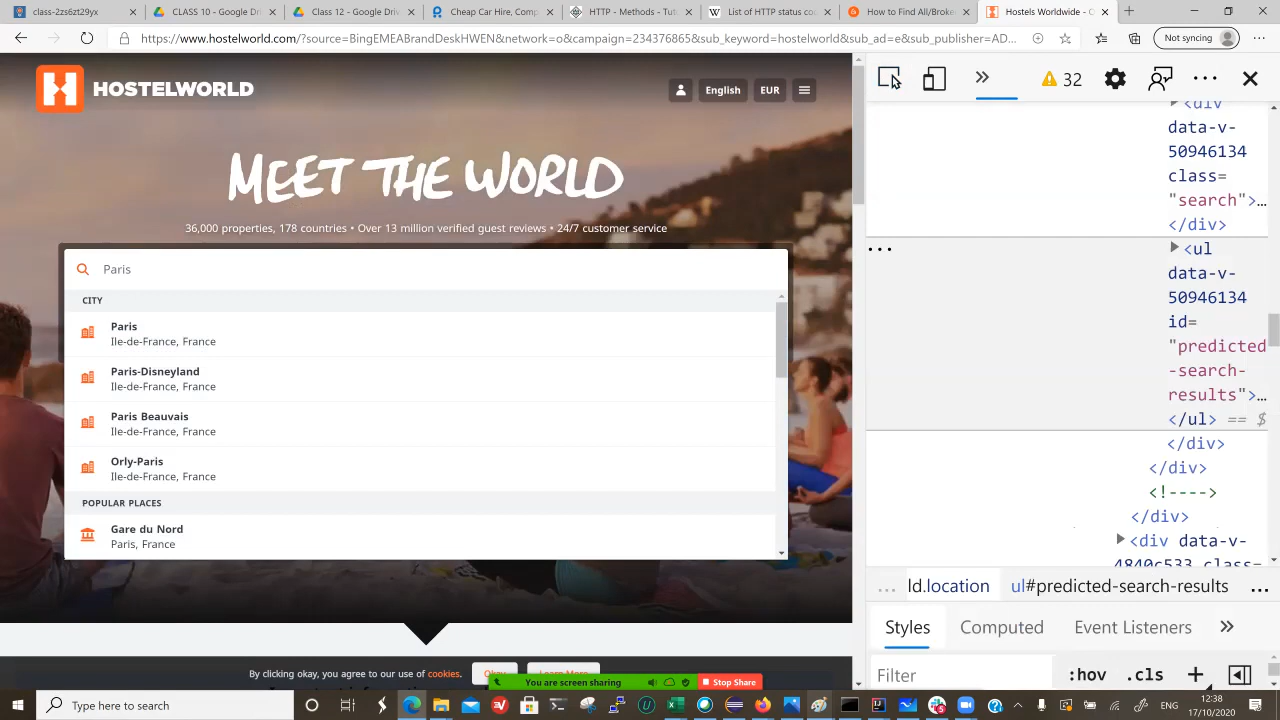 class-2zs6zt29yx
CLASS 10 - Google Dri
CLASS 12 - Google Driv
Cheap Car Hire, Comp
HTTP - Methods - Tuto
List of HTTP status co
How to Find All/Broke
Hostels Worldwide - O
https://www.hostelworld.com/?source=BingEMEABrandDeskHWEN&network=o&campaign=234376865&sub_keyword=hostelworld&sub_ad=e&sub_publisher=AD...
Not syncing
HOSTELWORLD
English
EUR
MEET THE WORLD
36,000 properties, 178 countries • Over 13 million verified guest reviews • 24/7 customer service
Paris
CITY
Paris
Ile-de-France, France
Paris-Disneyland
Ile-de-France, France
Paris Beauvais
Ile-de-France, France
Orly-Paris
Ile-de-France, France
POPULAR PLACES
Gare du Nord
Paris, France
By clicking okay, you agree to our use of cookies.
You are screen sharing
Stop Share
32
<div
data-v-
50946134
class=
"search">…
</div>
<ul
data-v-
50946134
id=
"predicted
-search-
results">…
</ul> == $
</div>
</div>
<!---->
</div>
<div data-v-
4840c533 class=
... ld.location ul#predicted-search-results ...
Styles
Computed
Event Listeners
Filter
:hov .cls
Type here to search
ENG
12:38
17/10/2020